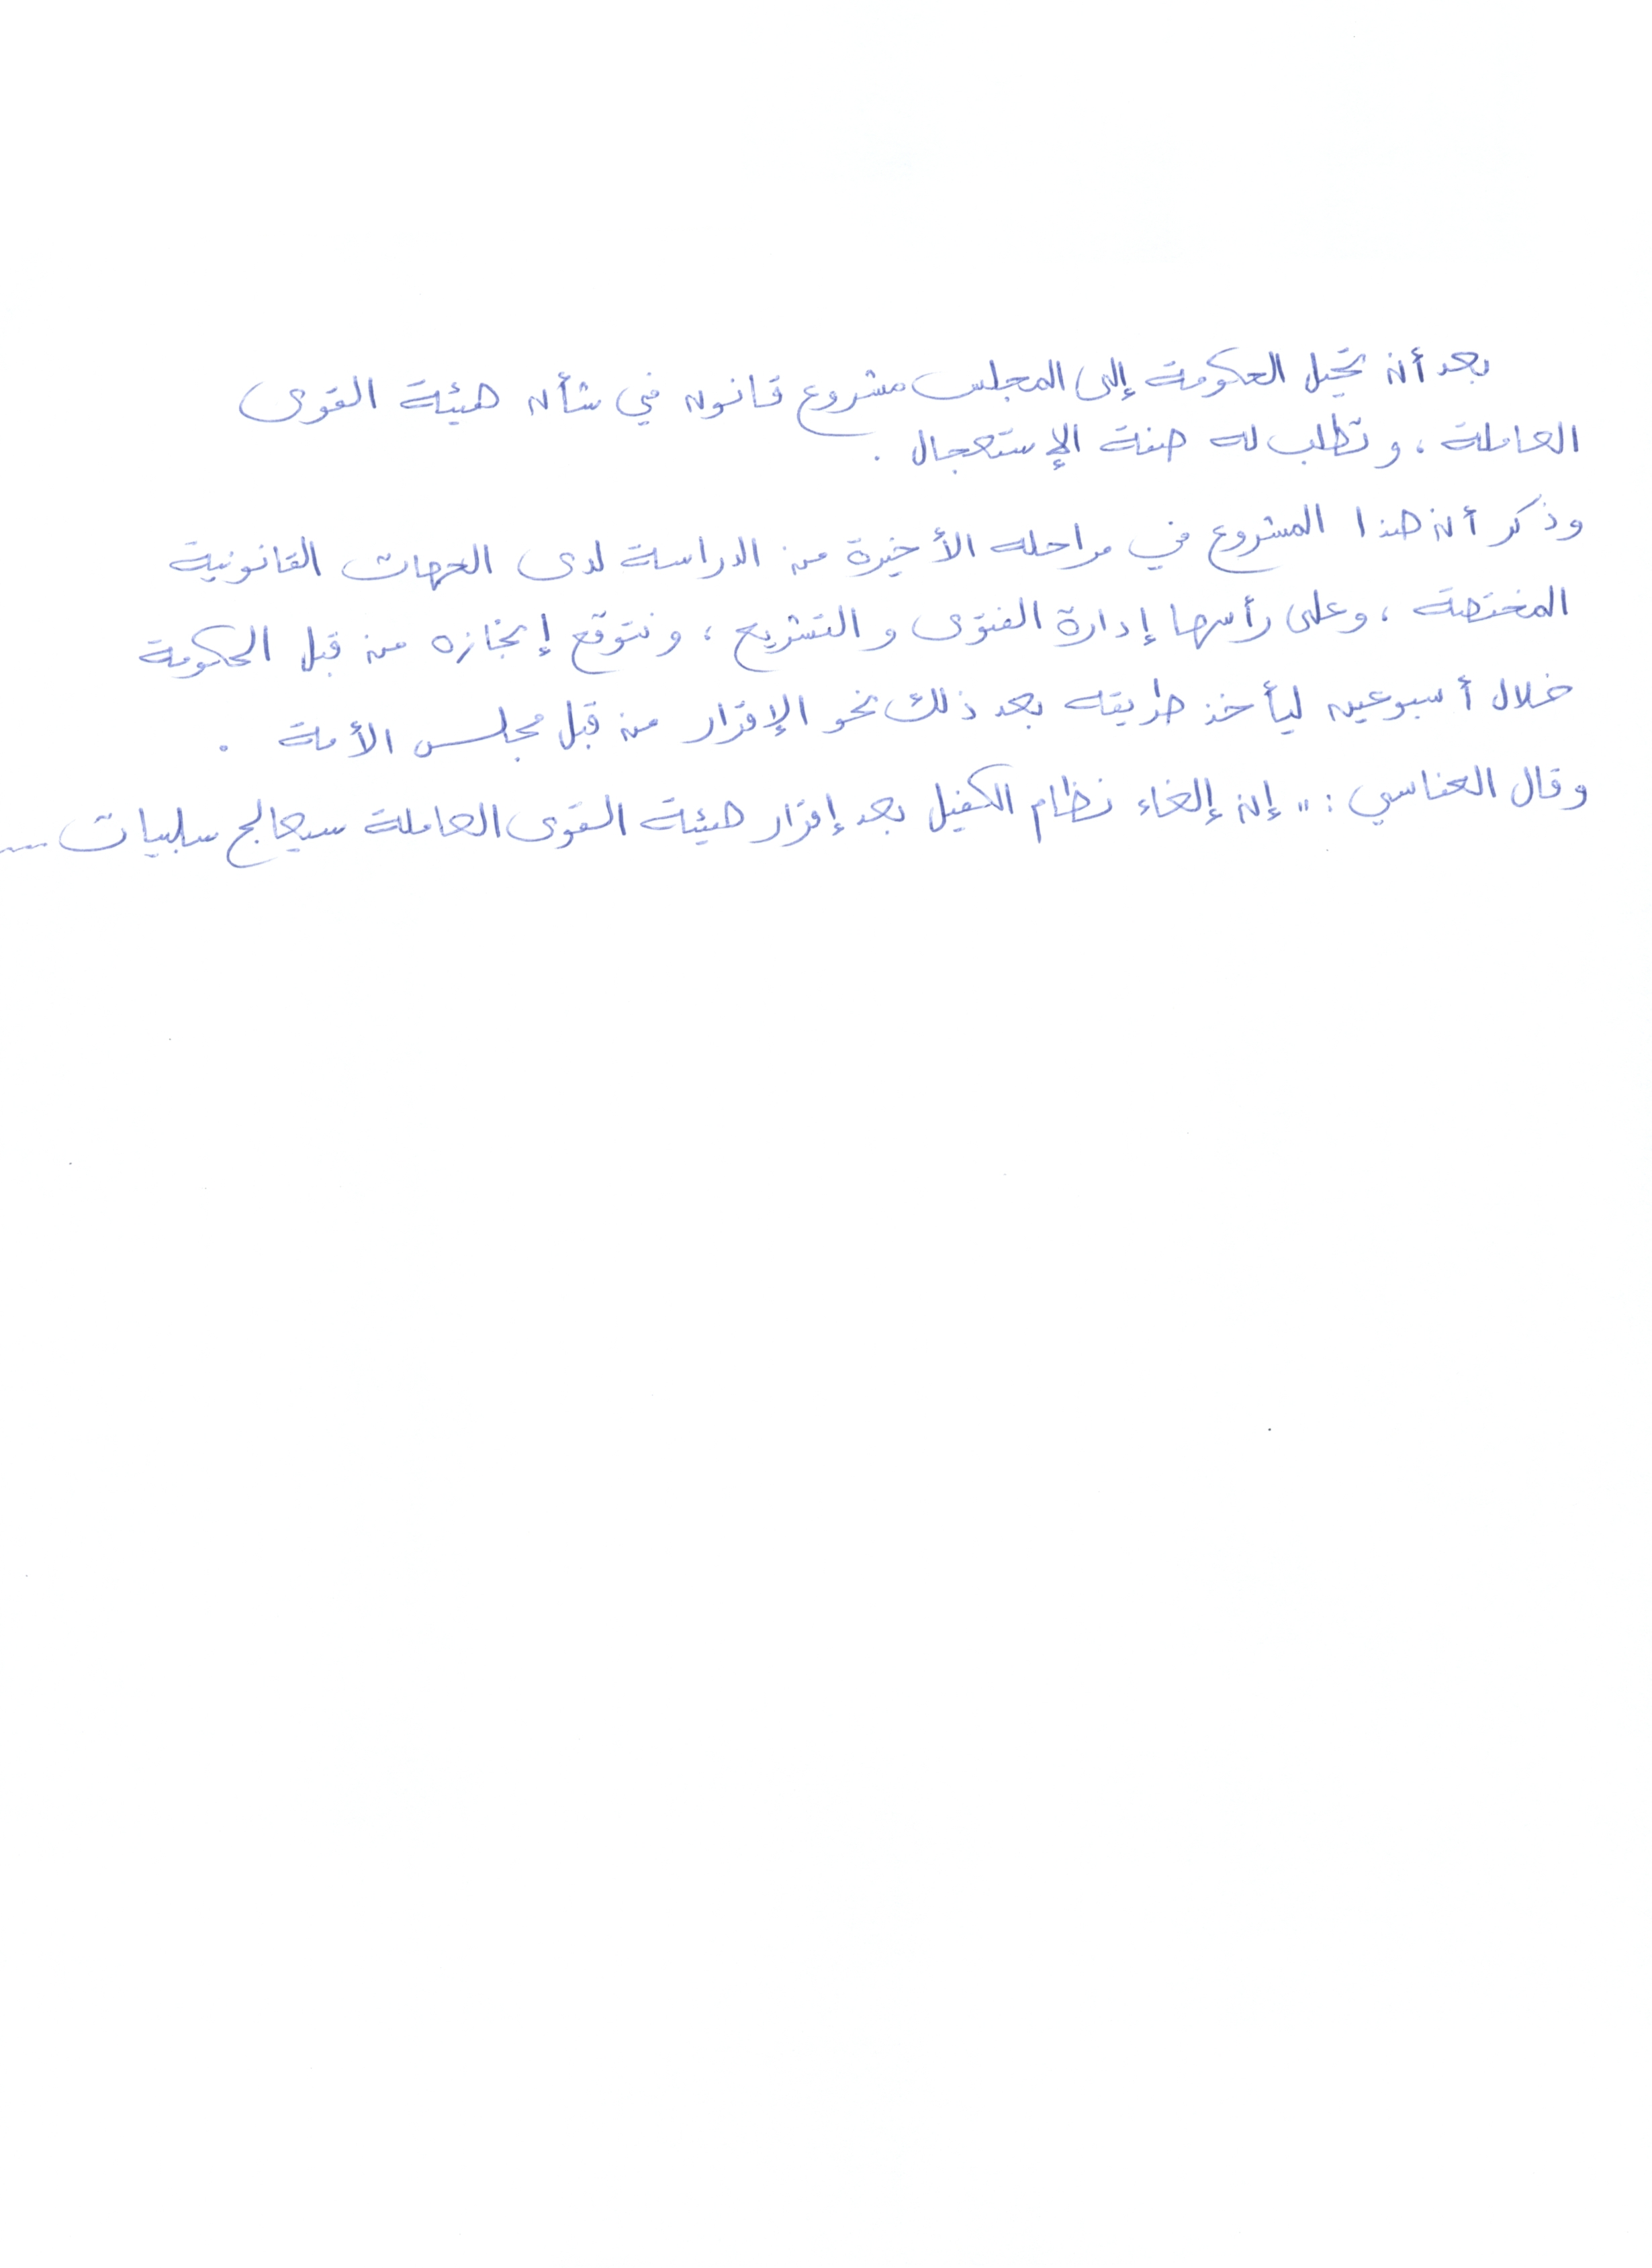 بعد أن تحيل الحكومة إلى المجلس مشروع قانون في شأن هيئة القوى
العاملة ، وتطلب له صفة الإستعجال .
وذكر أن هذا المشروع في مراحله الأخيرة من الدراسة لدى الجهات القانونية
المختصة ، وعلى رأسها إدارة الفتوى والتشريع ؛ ونتوقع إنجازه من قبل الحكومة
خلال أسبوعين ليأخذ طريقه بعد ذلك نحو الإقرار من قبل مجلس الأمة .
وقال العفاسي : " إن إلغاء نظام الكفيل بعد إقرار هيئة القوى العاملة سيعالج سلبيات ....